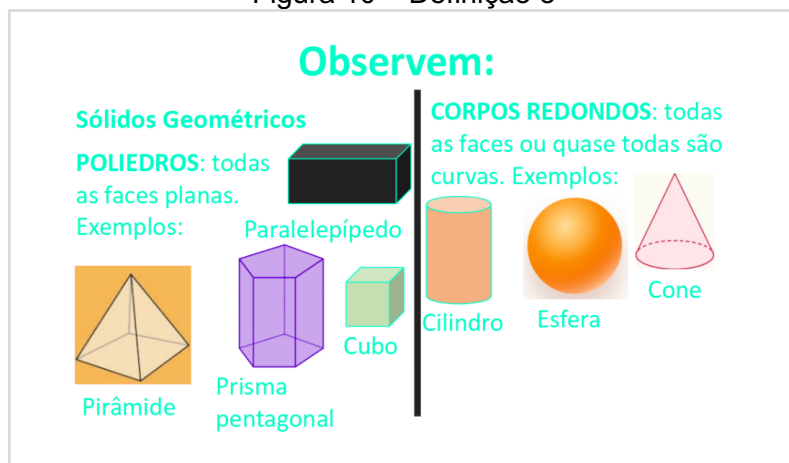 Observem:
Sólidos Geométricos
POLIEDROS: todas
as faces planas.
Exemplos:
Paralelepípedo
Pirâmide
Prisma
pentagonal
Cubo
CORPOS REDONDOS: todas
as faces ou quase todas são
curvas. Exemplos:
Cilindro
Esfera
Cone